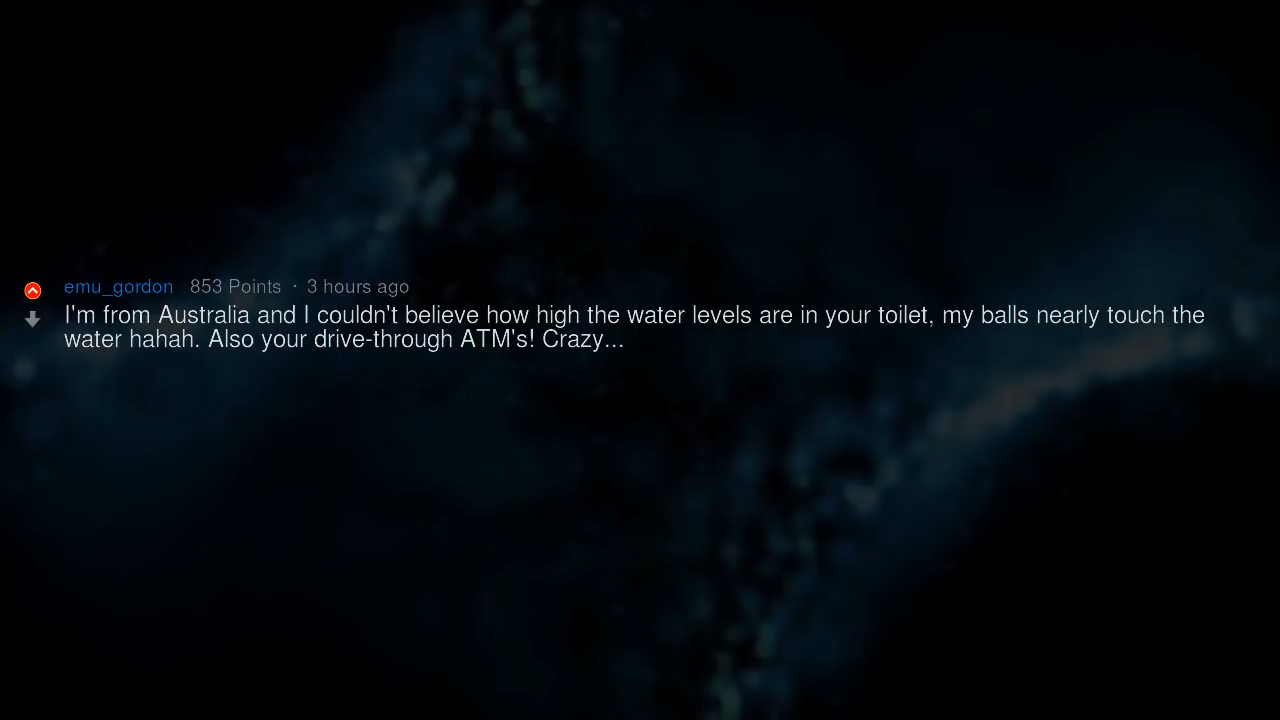 emu_gordon 853 Points · 3 hours ago
I'm from Australia and I couldn't believe how high the water levels are in your toilet, my balls nearly touch the
water hahah. Also your drive-through ATM's! Crazy...